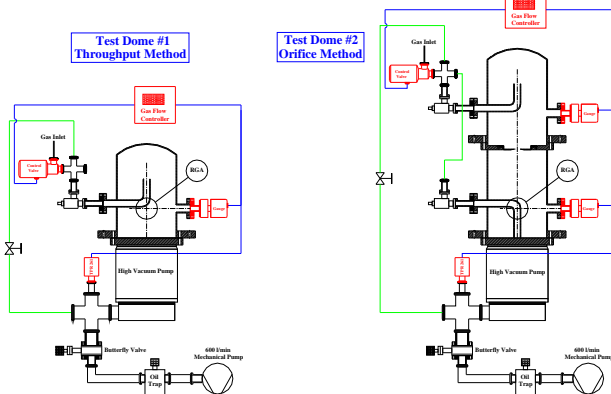 Test Dome #1
Throughput Method
Gas Flow
Controller
Gas Inlet
Control
Valve
RGA
Gauge
High Vacuum Pump
TPR 261
Butterfly Valve
600 l/min
Mechanical Pump
Oil
Trap
Test Dome #2
Orifice Method
Gas Flow
Controller
Gas Inlet
Control
Valve
Gauge
RGA
Gauge
High Vacuum Pump
Butterfly Valve
600 l/min
Mechanical Pump
Oil
Trap